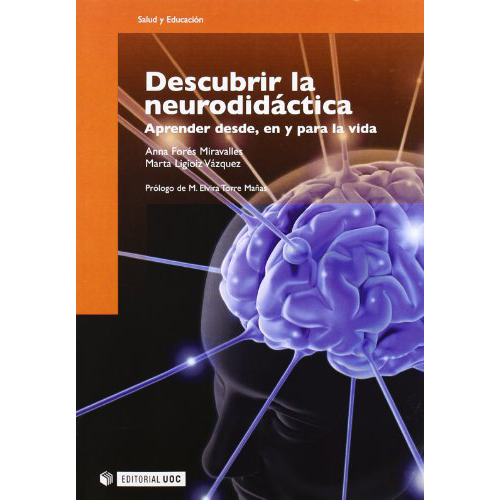 Salud y Educación
Descubrir la
neurodidáctica
Aprender desde, en y para la vida
Anna Forés Miravalles
Marta Ligioiz Vázquez
Prólogo de M. Elvira Torre Mañas
EDITORIAL UOC